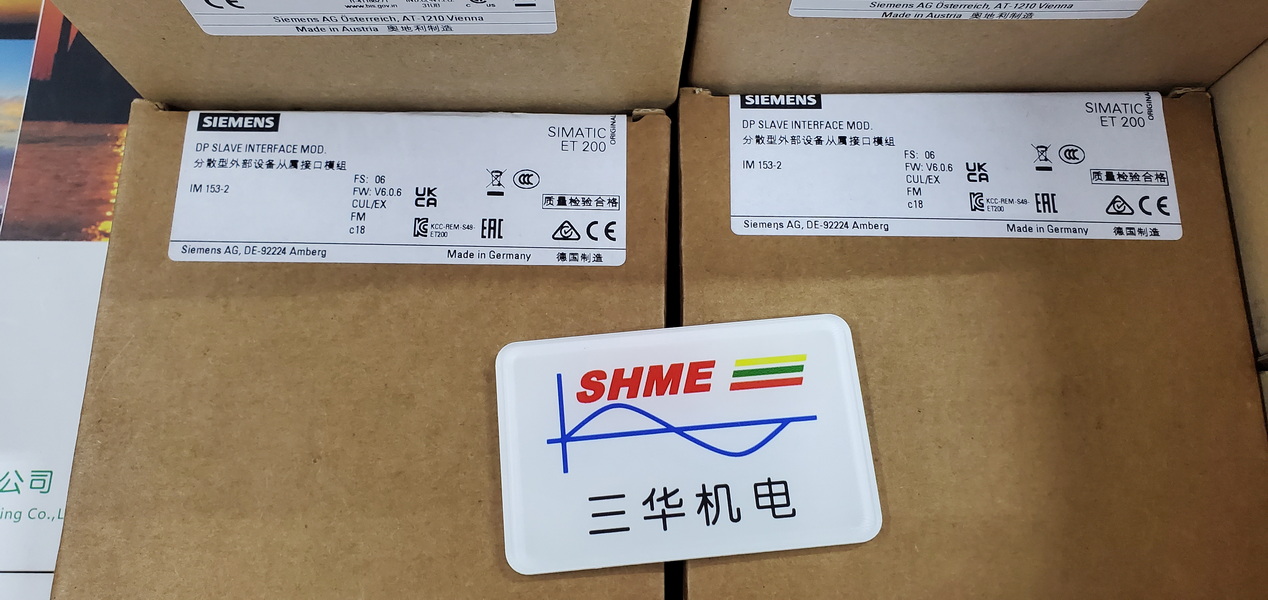 www.bis.gov.in
Siemens AG Österreich, AT-1210 Vienna
Made in Austria 奥地利制造
Siemens AG Österreich, AT-1210 Vienna
Made in Austria 奥地利制造
SIEMENS
SIMATIC
ET 200
ORIGINAL
DP SLAVE INTERFACE MOD.
分散型外部设备从属接口模组
IM 153-2
FS: 06
FW: V6.0.6
CUL/EX
FM
c18
UK
CA
CCC
质量检验合格
KCC-REM-S49-
ET200
EAC
CE
Siemens AG, DE-92224 Amberg
Made in Germany 德国制造
SIEMENS
SIMATIC
ET 200
ORIGINAL
DP SLAVE INTERFACE MOD.
分散型外部设备从属接口模组
IM 153-2
FS: 06
FW: V6.0.6
CUL/EX
FM
c18
UK
CA
CCC
质量检验合格
KCC-REM-S49-
ET200
EAC
CE
Siemens AG, DE-92224 Amberg
Made in Germany 德国制造
SHME
三华机电
公司
ing Co.,L